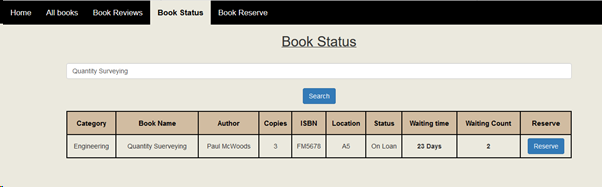 Home All books Book Reviews Book Status Book Reserve
Book Status
Quantity Surveying
Search
Category Book Name Author Copies ISBN Location Status Waiting time Waiting Count Reserve
Engineering Quantity Suerveying Paul McWoods 3 FM5678 A5 On Loan 23 Days 2 Reserve